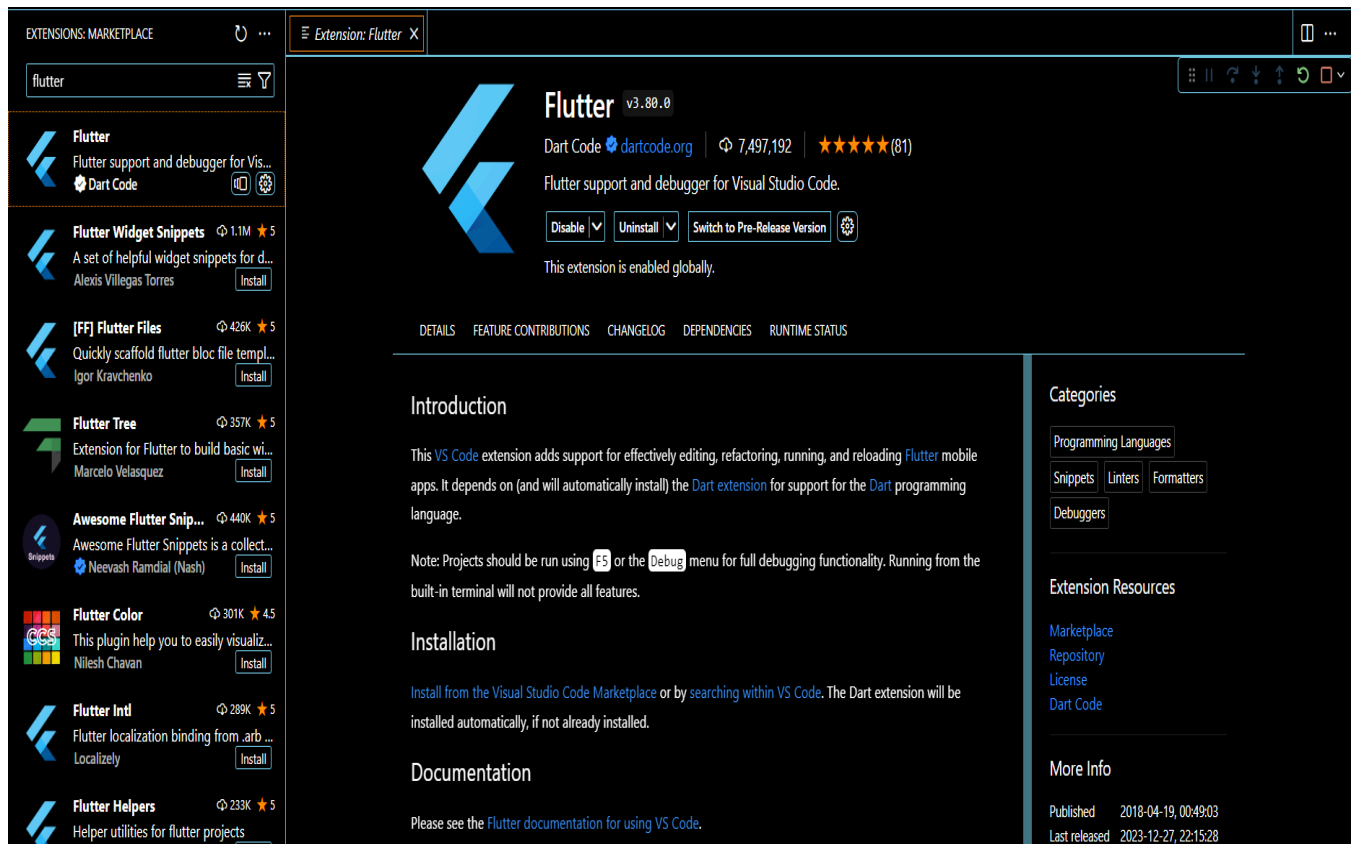 EXTENSIONS: MARKETPLACE
flutter
Flutter
Flutter support and debugger for Vis...
Dart Code
Flutter Widget Snippets 1.1M ★ 5
A set of helpful widget snippets for d...
Alexis Villegas Torres Install
[FF] Flutter Files 426K ★ 5
Quickly scaffold flutter bloc file templ...
Igor Kravchenko Install
Flutter Tree 357K ★ 5
Extension for Flutter to build basic wi...
Marcelo Velasquez Install
Snippets
Awesome Flutter Snip... 440K ★ 5
Awesome Flutter Snippets is a collect...
Neevash Ramdial (Nash) Install
CCS
Flutter Color 301K ★ 4.5
This plugin help you to easily visualiz...
Nilesh Chavan Install
Flutter Intl 289K ★ 5
Flutter localization binding from .arb ...
Localizely Install
Flutter Helpers 233K ★ 5
Helper utilities for flutter projects
Extension: Flutter
Flutter v3.80.0
Dart Code dartcode.org 7,497,192 ★★★★★(81)
Flutter support and debugger for Visual Studio Code.
Disable Uninstall Switch to Pre-Release Version
This extension is enabled globally.
DETAILS FEATURE CONTRIBUTIONS CHANGELOG DEPENDENCIES RUNTIME STATUS
Introduction
This VS Code extension adds support for effectively editing, refactoring, running, and reloading Flutter mobile
apps. It depends on (and will automatically install) the Dart extension for support for the Dart programming
language.
Note: Projects should be run using F5 or the Debug menu for full debugging functionality. Running from the
built-in terminal will not provide all features.
Installation
Install from the Visual Studio Code Marketplace or by searching within VS Code. The Dart extension will be
installed automatically, if not already installed.
Documentation
Please see the Flutter documentation for using VS Code.
Categories
Programming Languages
Snippets Linters Formatters
Debuggers
Extension Resources
Marketplace
Repository
License
Dart Code
More Info
Published 2018-04-19, 00:49:03
Last released 2023-12-27, 22:15:28